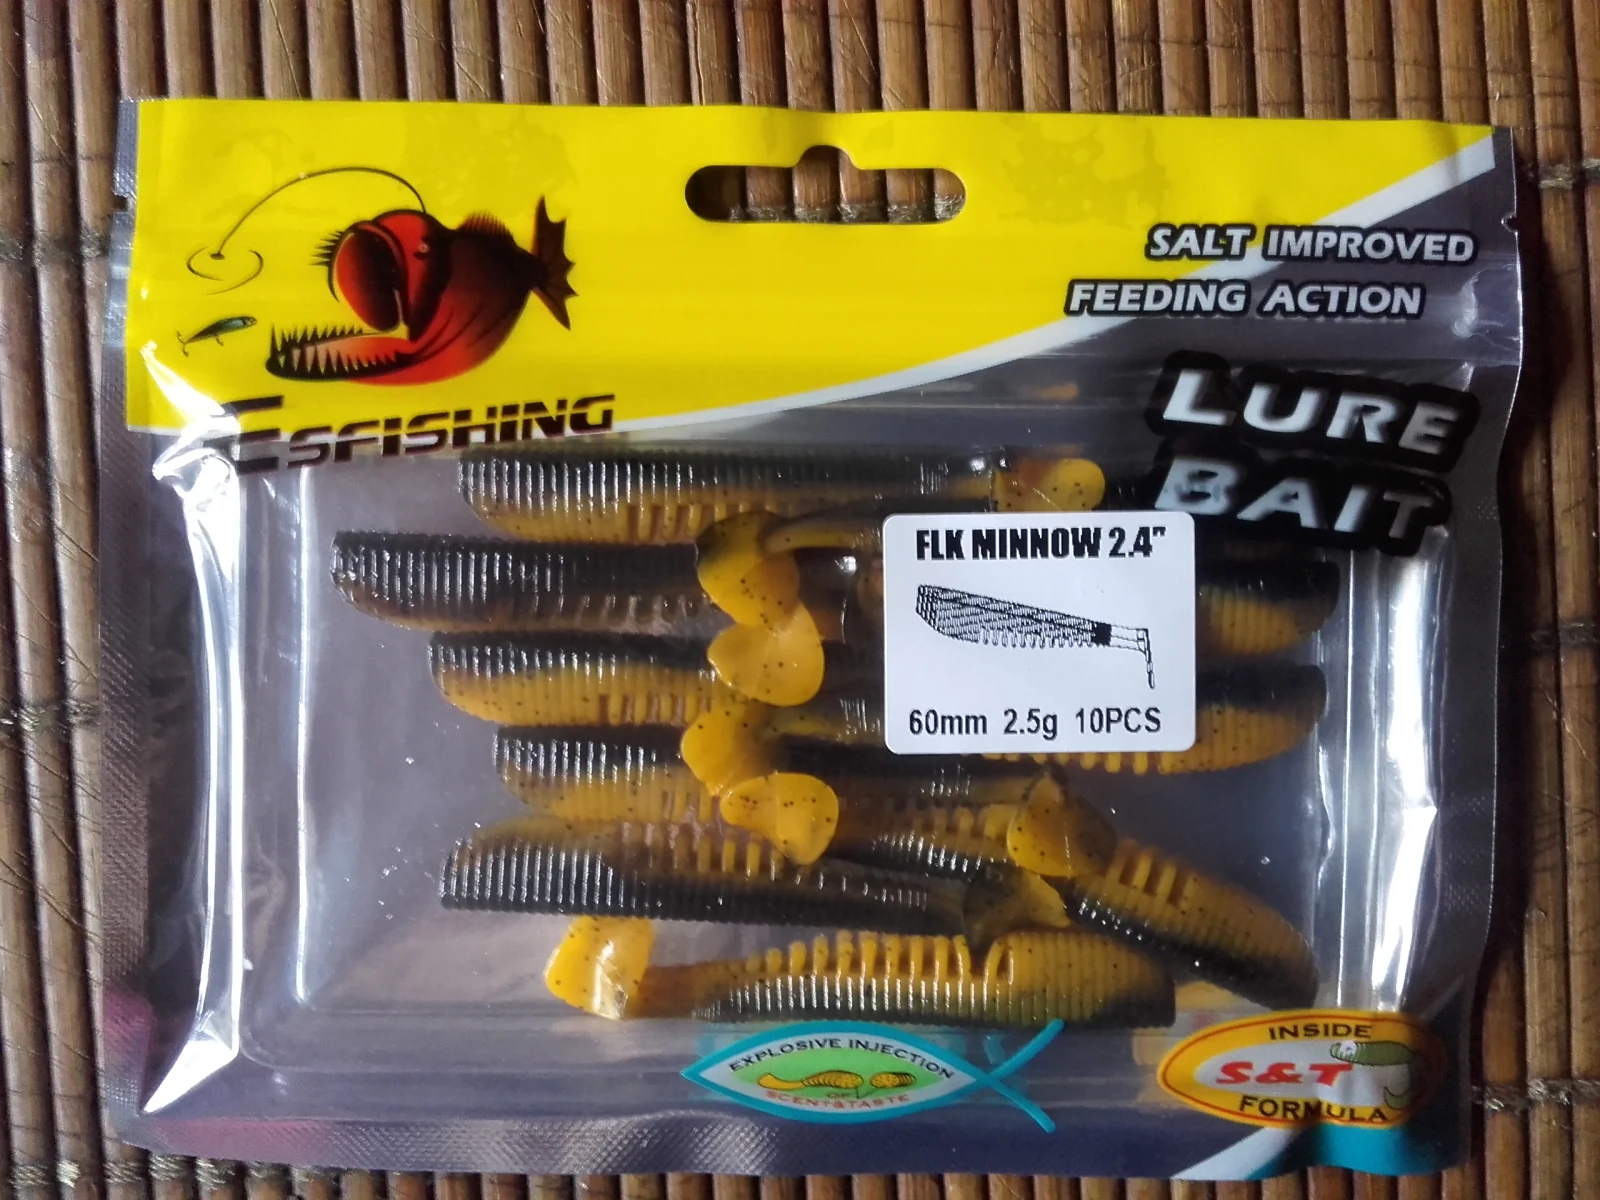 SALT IMPROVED
FEEDING ACTION
ESFISHING
LURE
BAIT
FLK MINNOW 2.4"
60mm 2.5g 10PCS
EXPLOSIVE INJECTION
OF
SCENT&TASTE
INSIDE
S&T
FORMULA